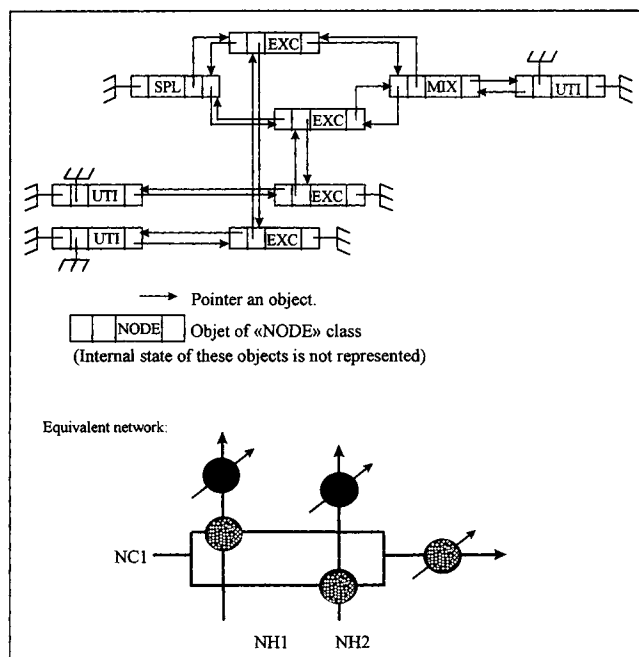 EXC
SPL
MIX
UTI
EXC
UTI
EXC
UTI
EXC
Pointer an object.
NODE
Objet of «NODE» class
(Internal state of these objects is not represented)
Equivalent network:
NC1
NH1
NH2